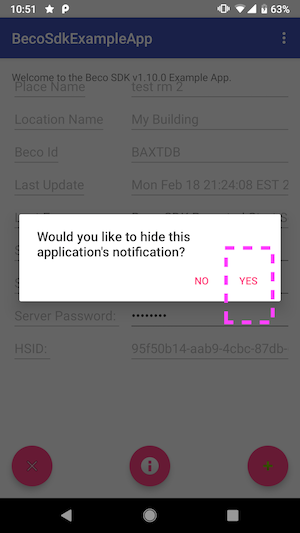 10:51
63%
BecoSdkExampleApp
Welcome to the Beco SDK v1.10.0 Example App.
Place Name test rm 2
Location Name My Building
Beco Id BAXTDB
Last Update Mon Feb 18 21:24:08 EST 2
Would you like to hide this
application's notification?
NO YES
Server Password: ••••••••
HSID: 95f50b14-aab9-4cbc-87db-